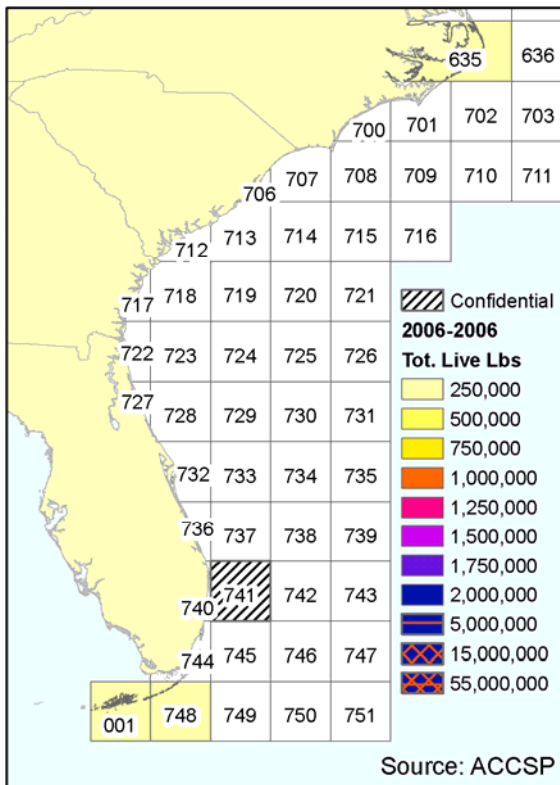 635 636
700 701 702 703
706 707 708 709 710 711
712 713 714 715 716
717 718 719 720 721
722 723 724 725 726
727 728 729 730 731
732 733 734 735
736 737 738 739
740 741 742 743
744 745 746 747
001 748 749 750 751
Confidential
2006-2006
Tot. Live Lbs
250,000
500,000
750,000
1,000,000
1,250,000
1,500,000
1,750,000
2,000,000
5,000,000
15,000,000
55,000,000
Source: ACCSP